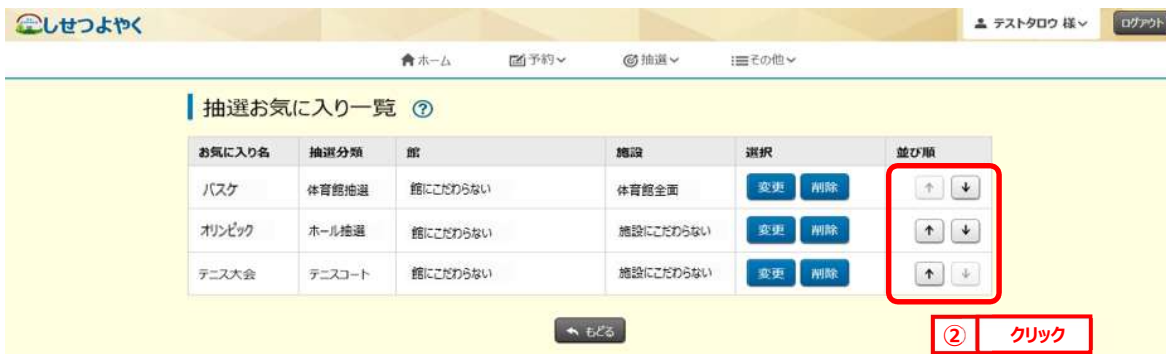 しせつよやく
テストタロウ 様
ログアウト
ホーム 予約 抽選 その他
抽選お気に入り一覧 ?
お気に入り名 抽選分類 館 施設 選択 並び順
バスケ 体育館抽選 館にこだわらない 体育館全面 変更 削除 ↑ ↓
オリンピック ホール抽選 館にこだわらない 施設にこだわらない 変更 削除 ↑ ↓
テニス大会 テニスコート 館にこだわらない 施設にこだわらない 変更 削除 ↑ ↓
もどる
② クリック